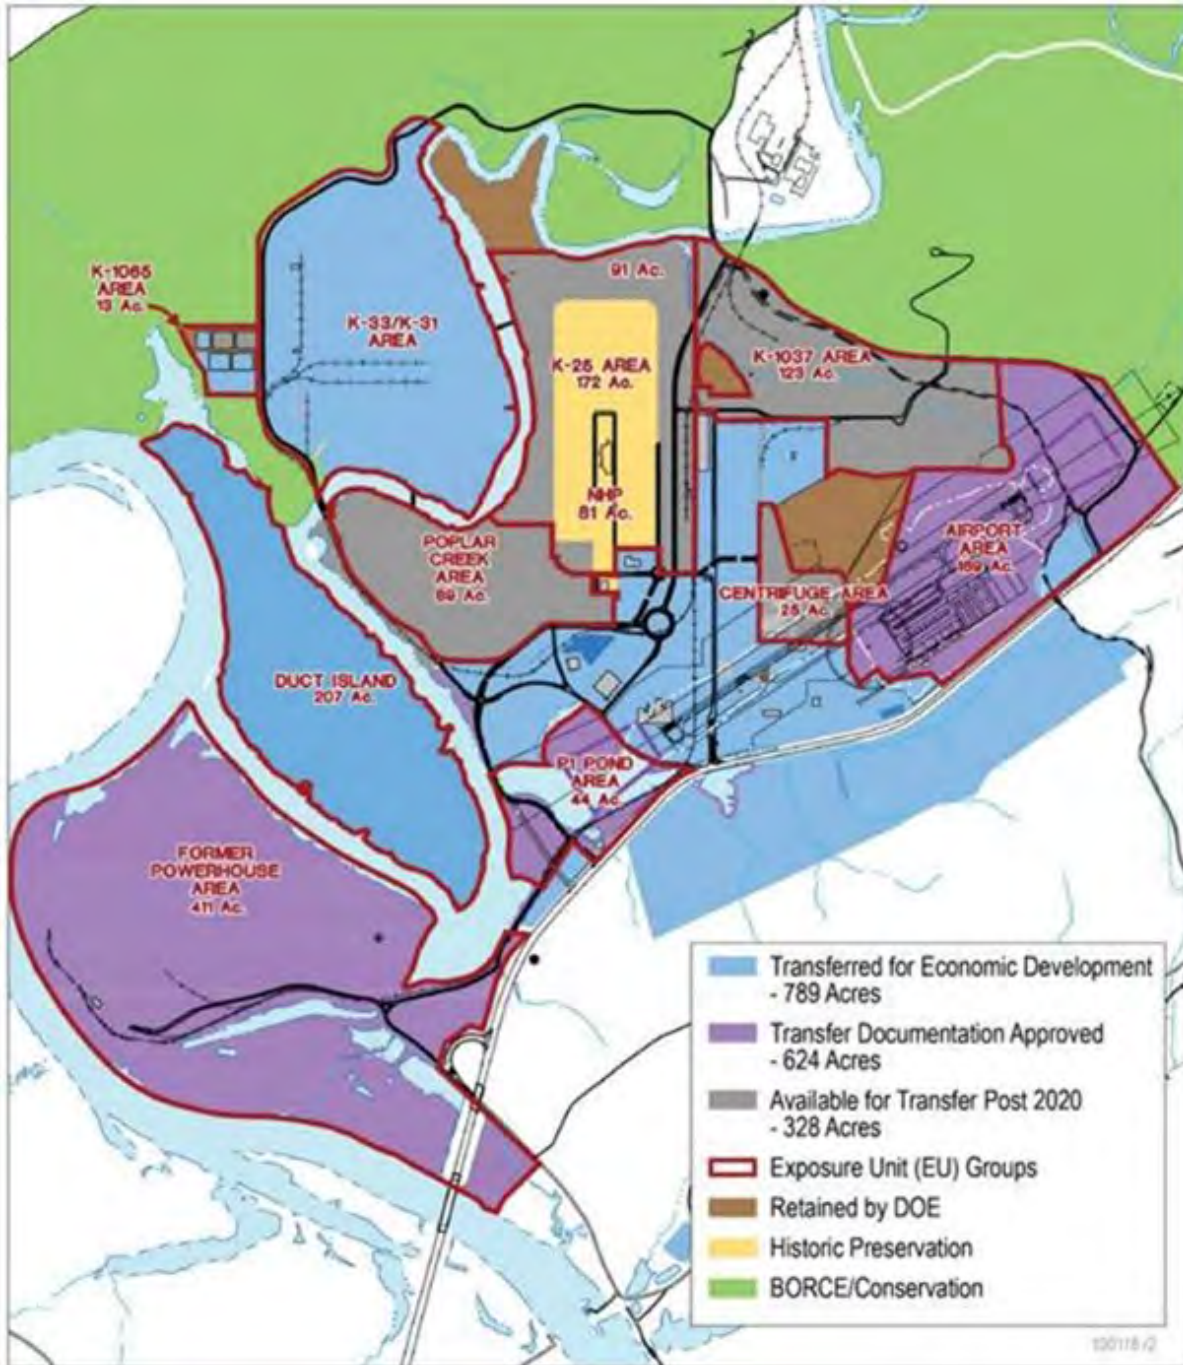 91 Ac.
K-1065
AREA
13 Ac.
K-33/K-31
AREA
K-25 AREA
172 Ac.
K-1037 AREA
123 Ac.
NHP
81 Ac.
POPLAR
CREEK
AREA
69 Ac.
AIRPORT
AREA
169 Ac.
CENTRIFUGE AREA
25 Ac.
DUCT ISLAND
207 Ac.
P1 POND
AREA
44 Ac.
FORMER
POWERHOUSE
AREA
411 Ac.
Transferred for Economic Development
- 789 Acres
Transfer Documentation Approved
- 624 Acres
Available for Transfer Post 2020
- 328 Acres
Exposure Unit (EU) Groups
Retained by DOE
Historic Preservation
BORCE/Conservation